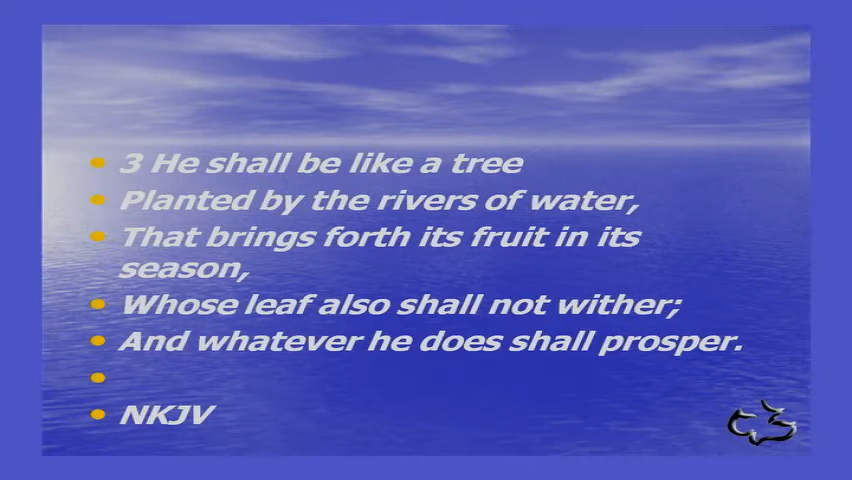 3 He shall be like a tree
Planted by the rivers of water,
That brings forth its fruit in its
season,
Whose leaf also shall not wither;
And whatever he does shall prosper.
NKJV